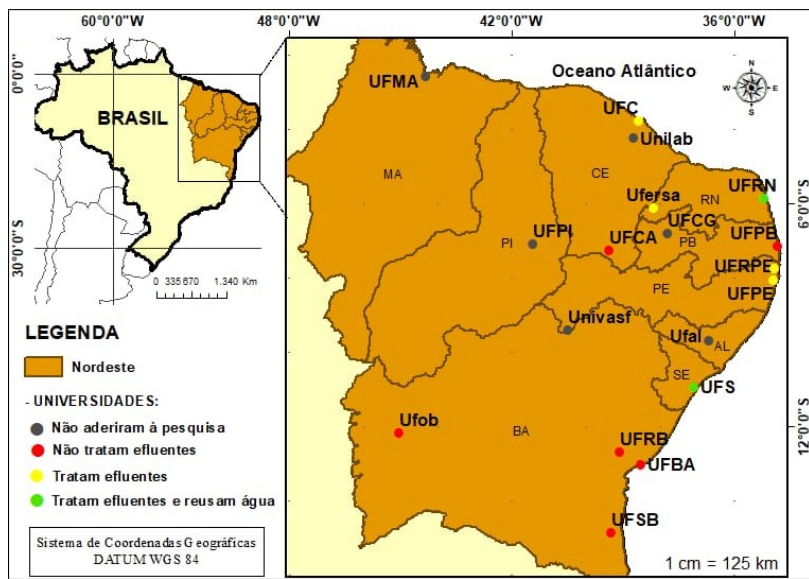 60°0'0"W
48°0'0"W
42°0'0"W
36°0'0"W
0°0'0"
30°0'0"S
6°0'0"S
12°0'0"S
BRASIL
0 335670 1.340 Km
Oceano Atlântico
N
W E
S
UFMA
UFC
Unilab
MA
CE
Ufersa
RN
UFRN
UFCG
UFPI
UFCA
PB
UFPB
PI
UFRPE
PE
UFPE
Univasf
Ufal
AL
SE
UFS
Ufob
BA
UFRB
UFBA
UFSB
1 cm = 125 km
LEGENDA
Nordeste
- UNIVERSIDADES:
Não aderiram à pesquisa
Não tratam efluentes
Tratam efluentes
Tratam efluentes e reusam água
Sistema de Coordenadas Geográficas
DATUM WGS 84